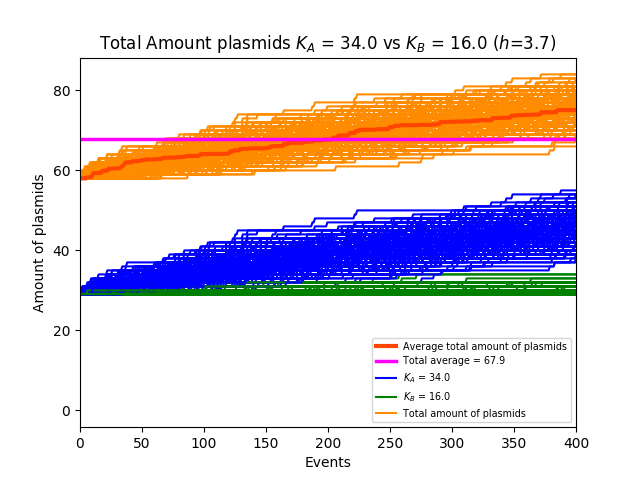 Total Amount plasmids K_A = 34.0 vs K_B = 16.0 (h=3.7)
Amount of plasmids
80
60
40
20
0
Average total amount of plasmids
Total average = 67.9
K_A = 34.0
K_B = 16.0
Total amount of plasmids
0 50 100 150 200 250 300 350 400
Events